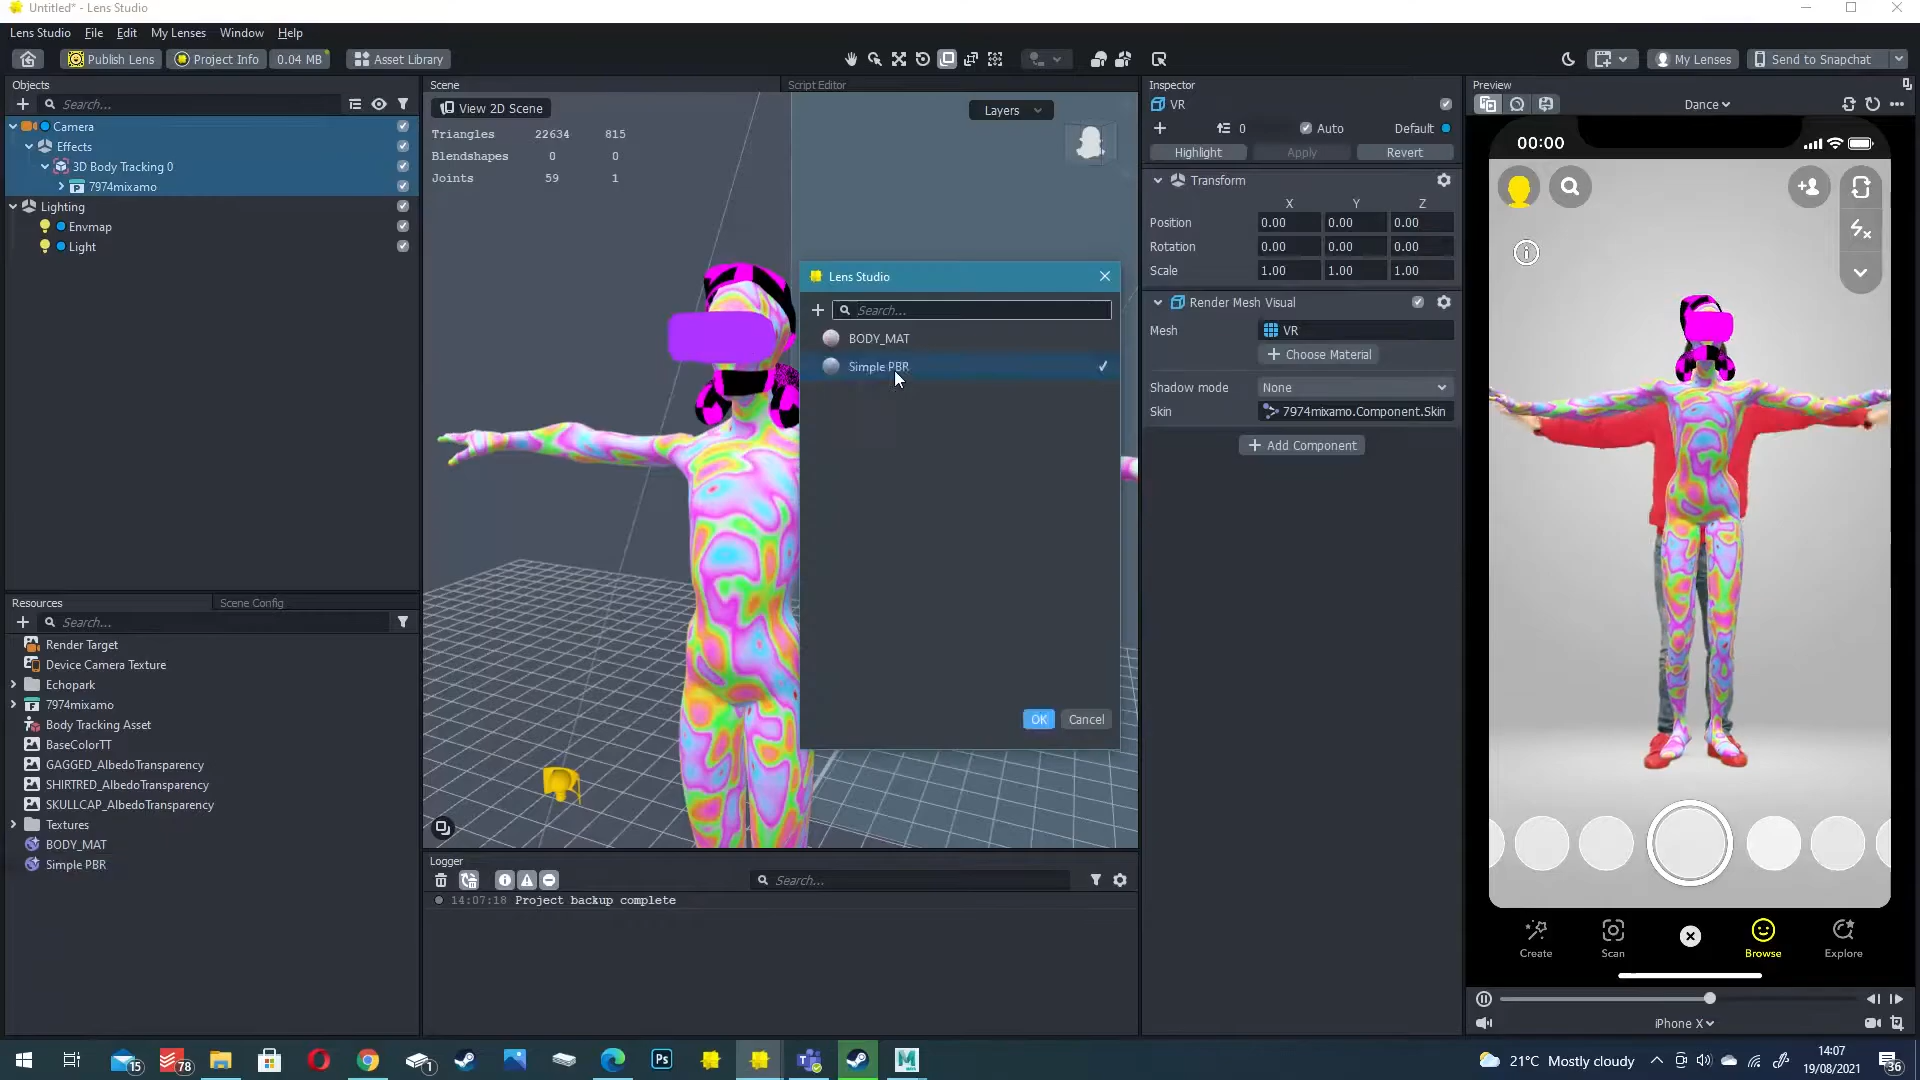 Untitled* - Lens Studio
Lens Studio File Edit My Lenses Window Help
Publish Lens Project Info 0.04 MB Asset Library My Lenses Send to Snapchat
Objects
Search...
Camera
Effects
3D Body Tracking 0
7974mixamo
Lighting
Envmap
Light
Resources Scene Config
Search...
Render Target
Device Camera Texture
Echopark
7974mixamo
Body Tracking Asset
BaseColorTT
GAGGED_AlbedoTransparency
SHIRTRED_AlbedoTransparency
SKULLCAP_AlbedoTransparency
Textures
BODY_MAT
Simple PBR
Scene Script Editor
View 2D Scene Layers
Triangles 22634 815
Blendshapes 0 0
Joints 59 1
Lens Studio
Search...
BODY_MAT
Simple PBR
OK Cancel
Logger
Search...
14:07:18 Project backup complete
Inspector
VR
0 Auto Default
Highlight Apply Revert
Transform
X Y Z
Position 0.00 0.00 0.00
Rotation 0.00 0.00 0.00
Scale 1.00 1.00 1.00
Render Mesh Visual
Mesh VR
Choose Material
Shadow mode None
Skin 7974mixamo.Component.Skin
Add Component
Preview
Dance
00:00
Create Scan Browse Explore
iPhone X
15 78 1 Ps M 21°C Mostly cloudy 14:07
19/08/2021 36